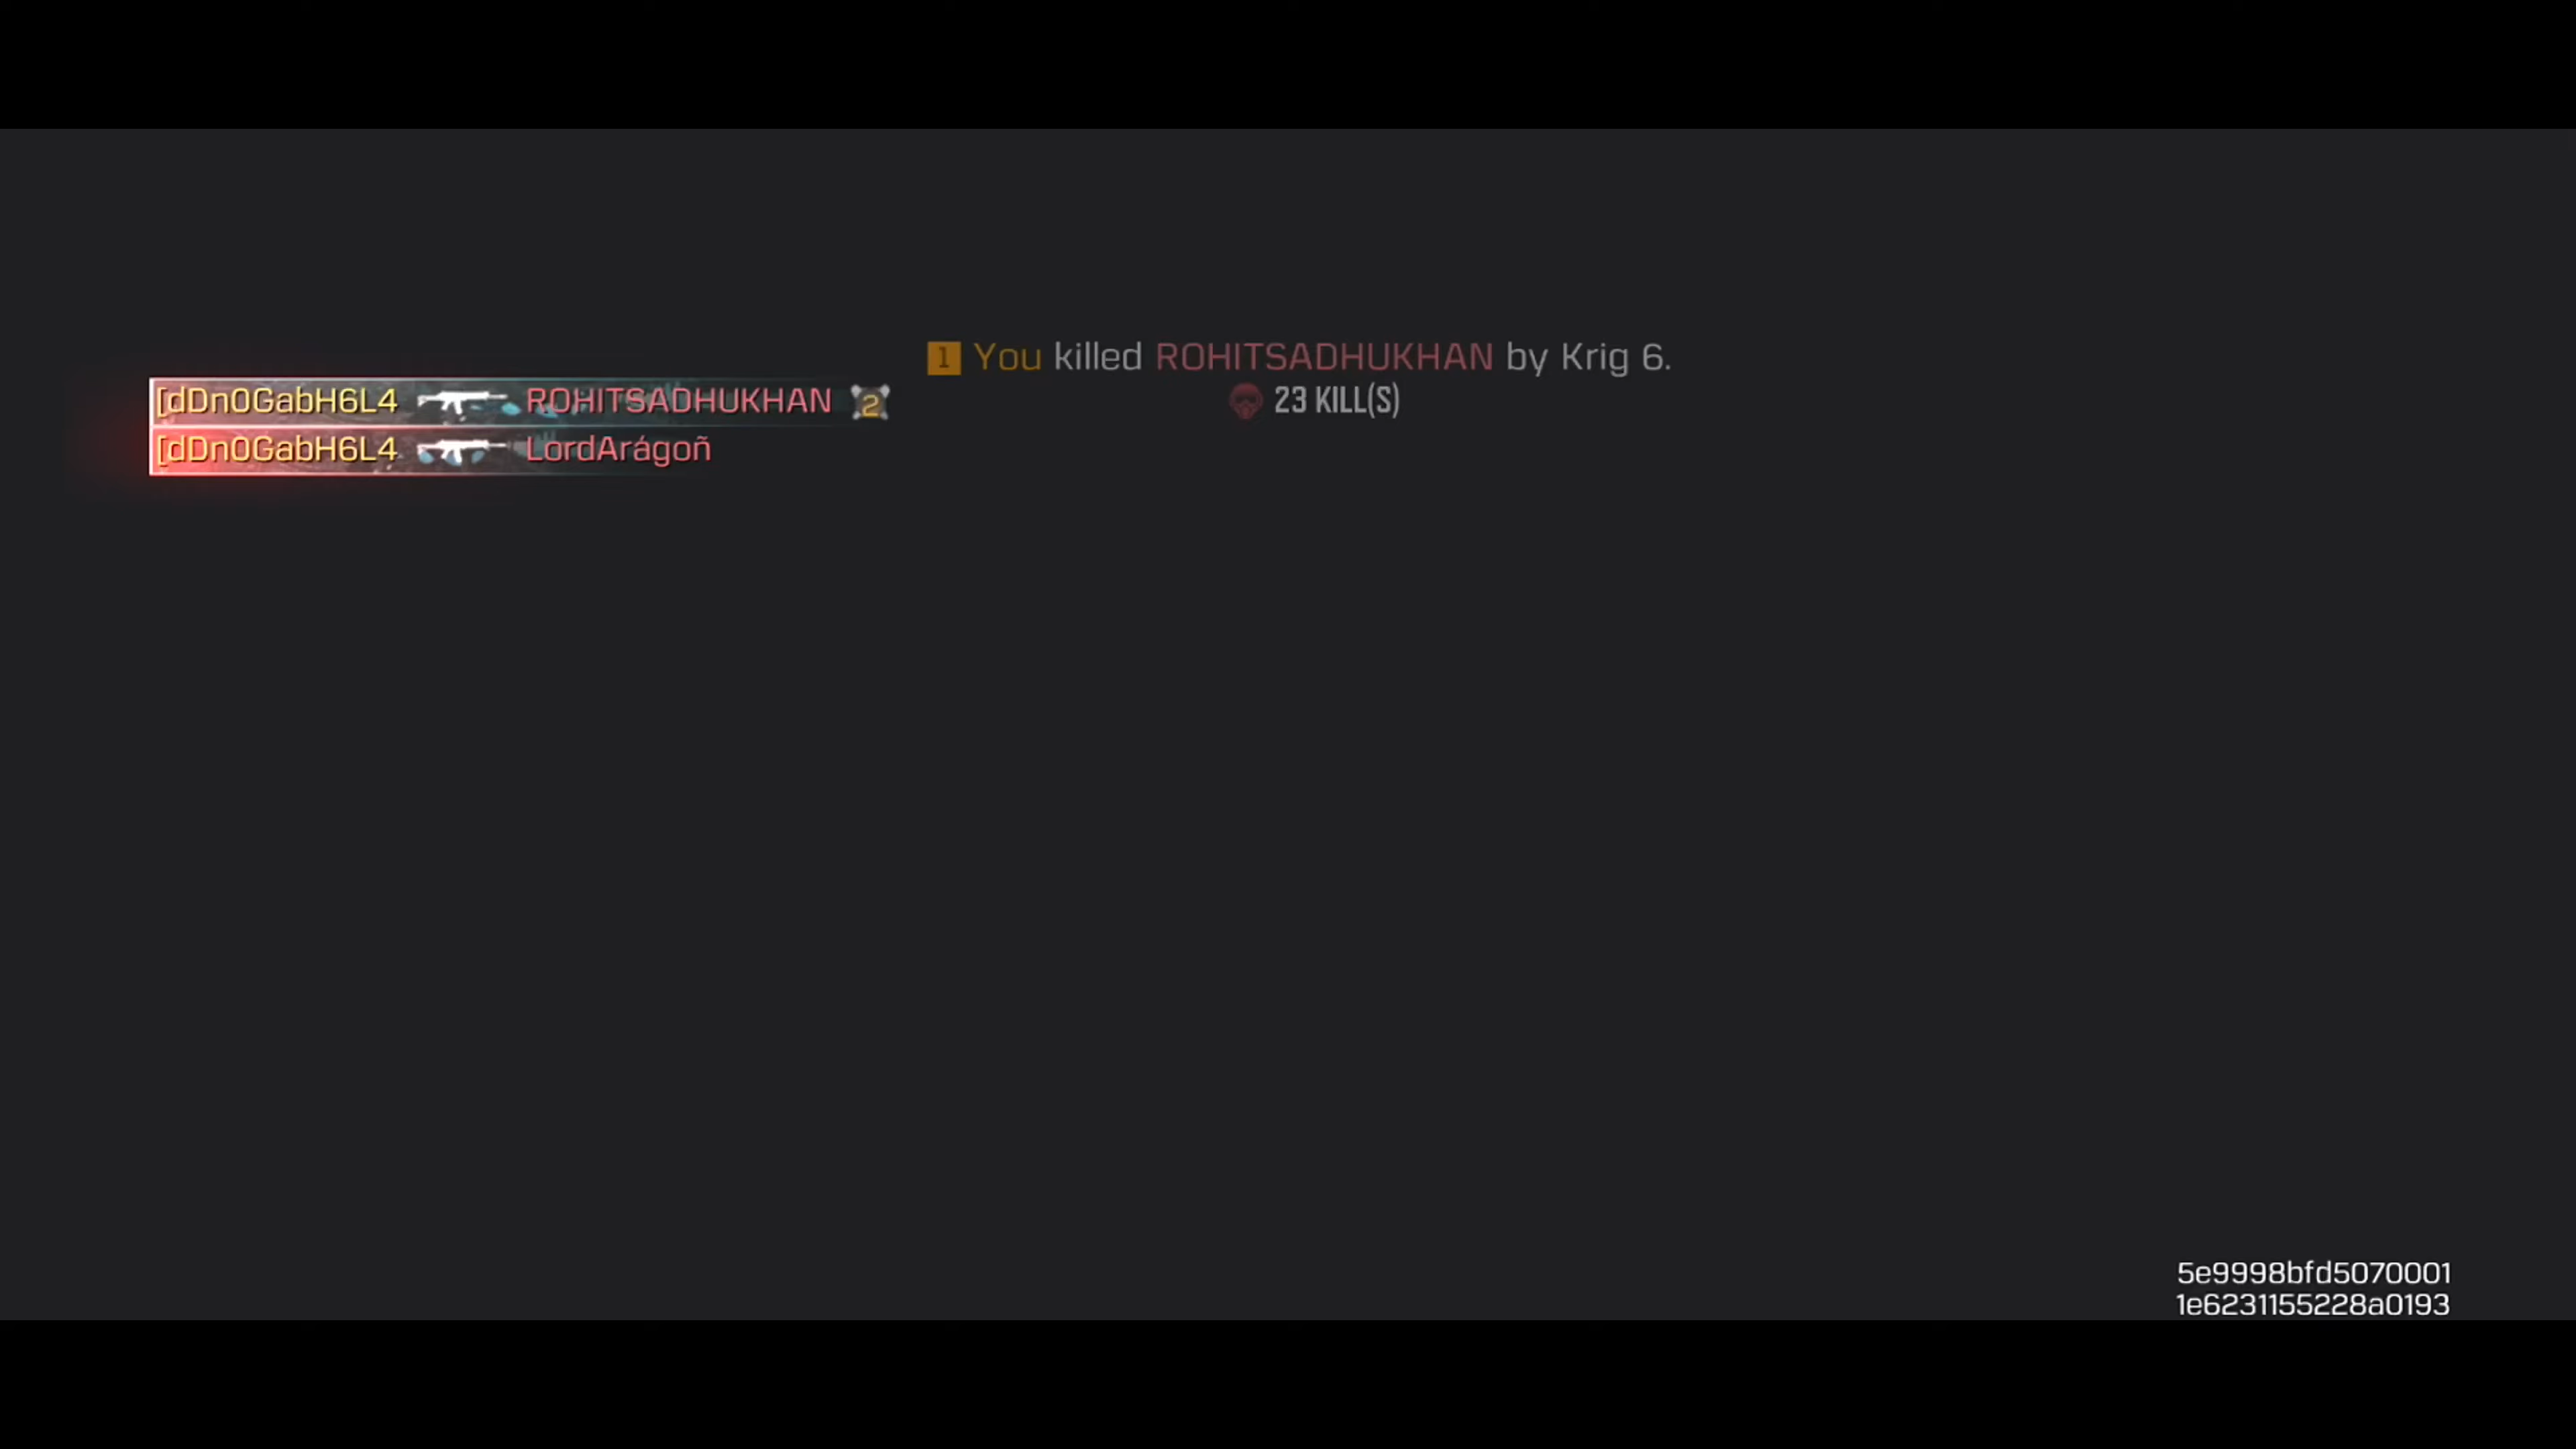 1 You killed ROHITSADHUKHAN by Krig 6.
23 KILL(S)
[dDn0GabH6L4 ROHITSADHUKHAN 2
[dDn0GabH6L4 LordArágoñ
5e9998bfd5070001
1e6231155228a0193